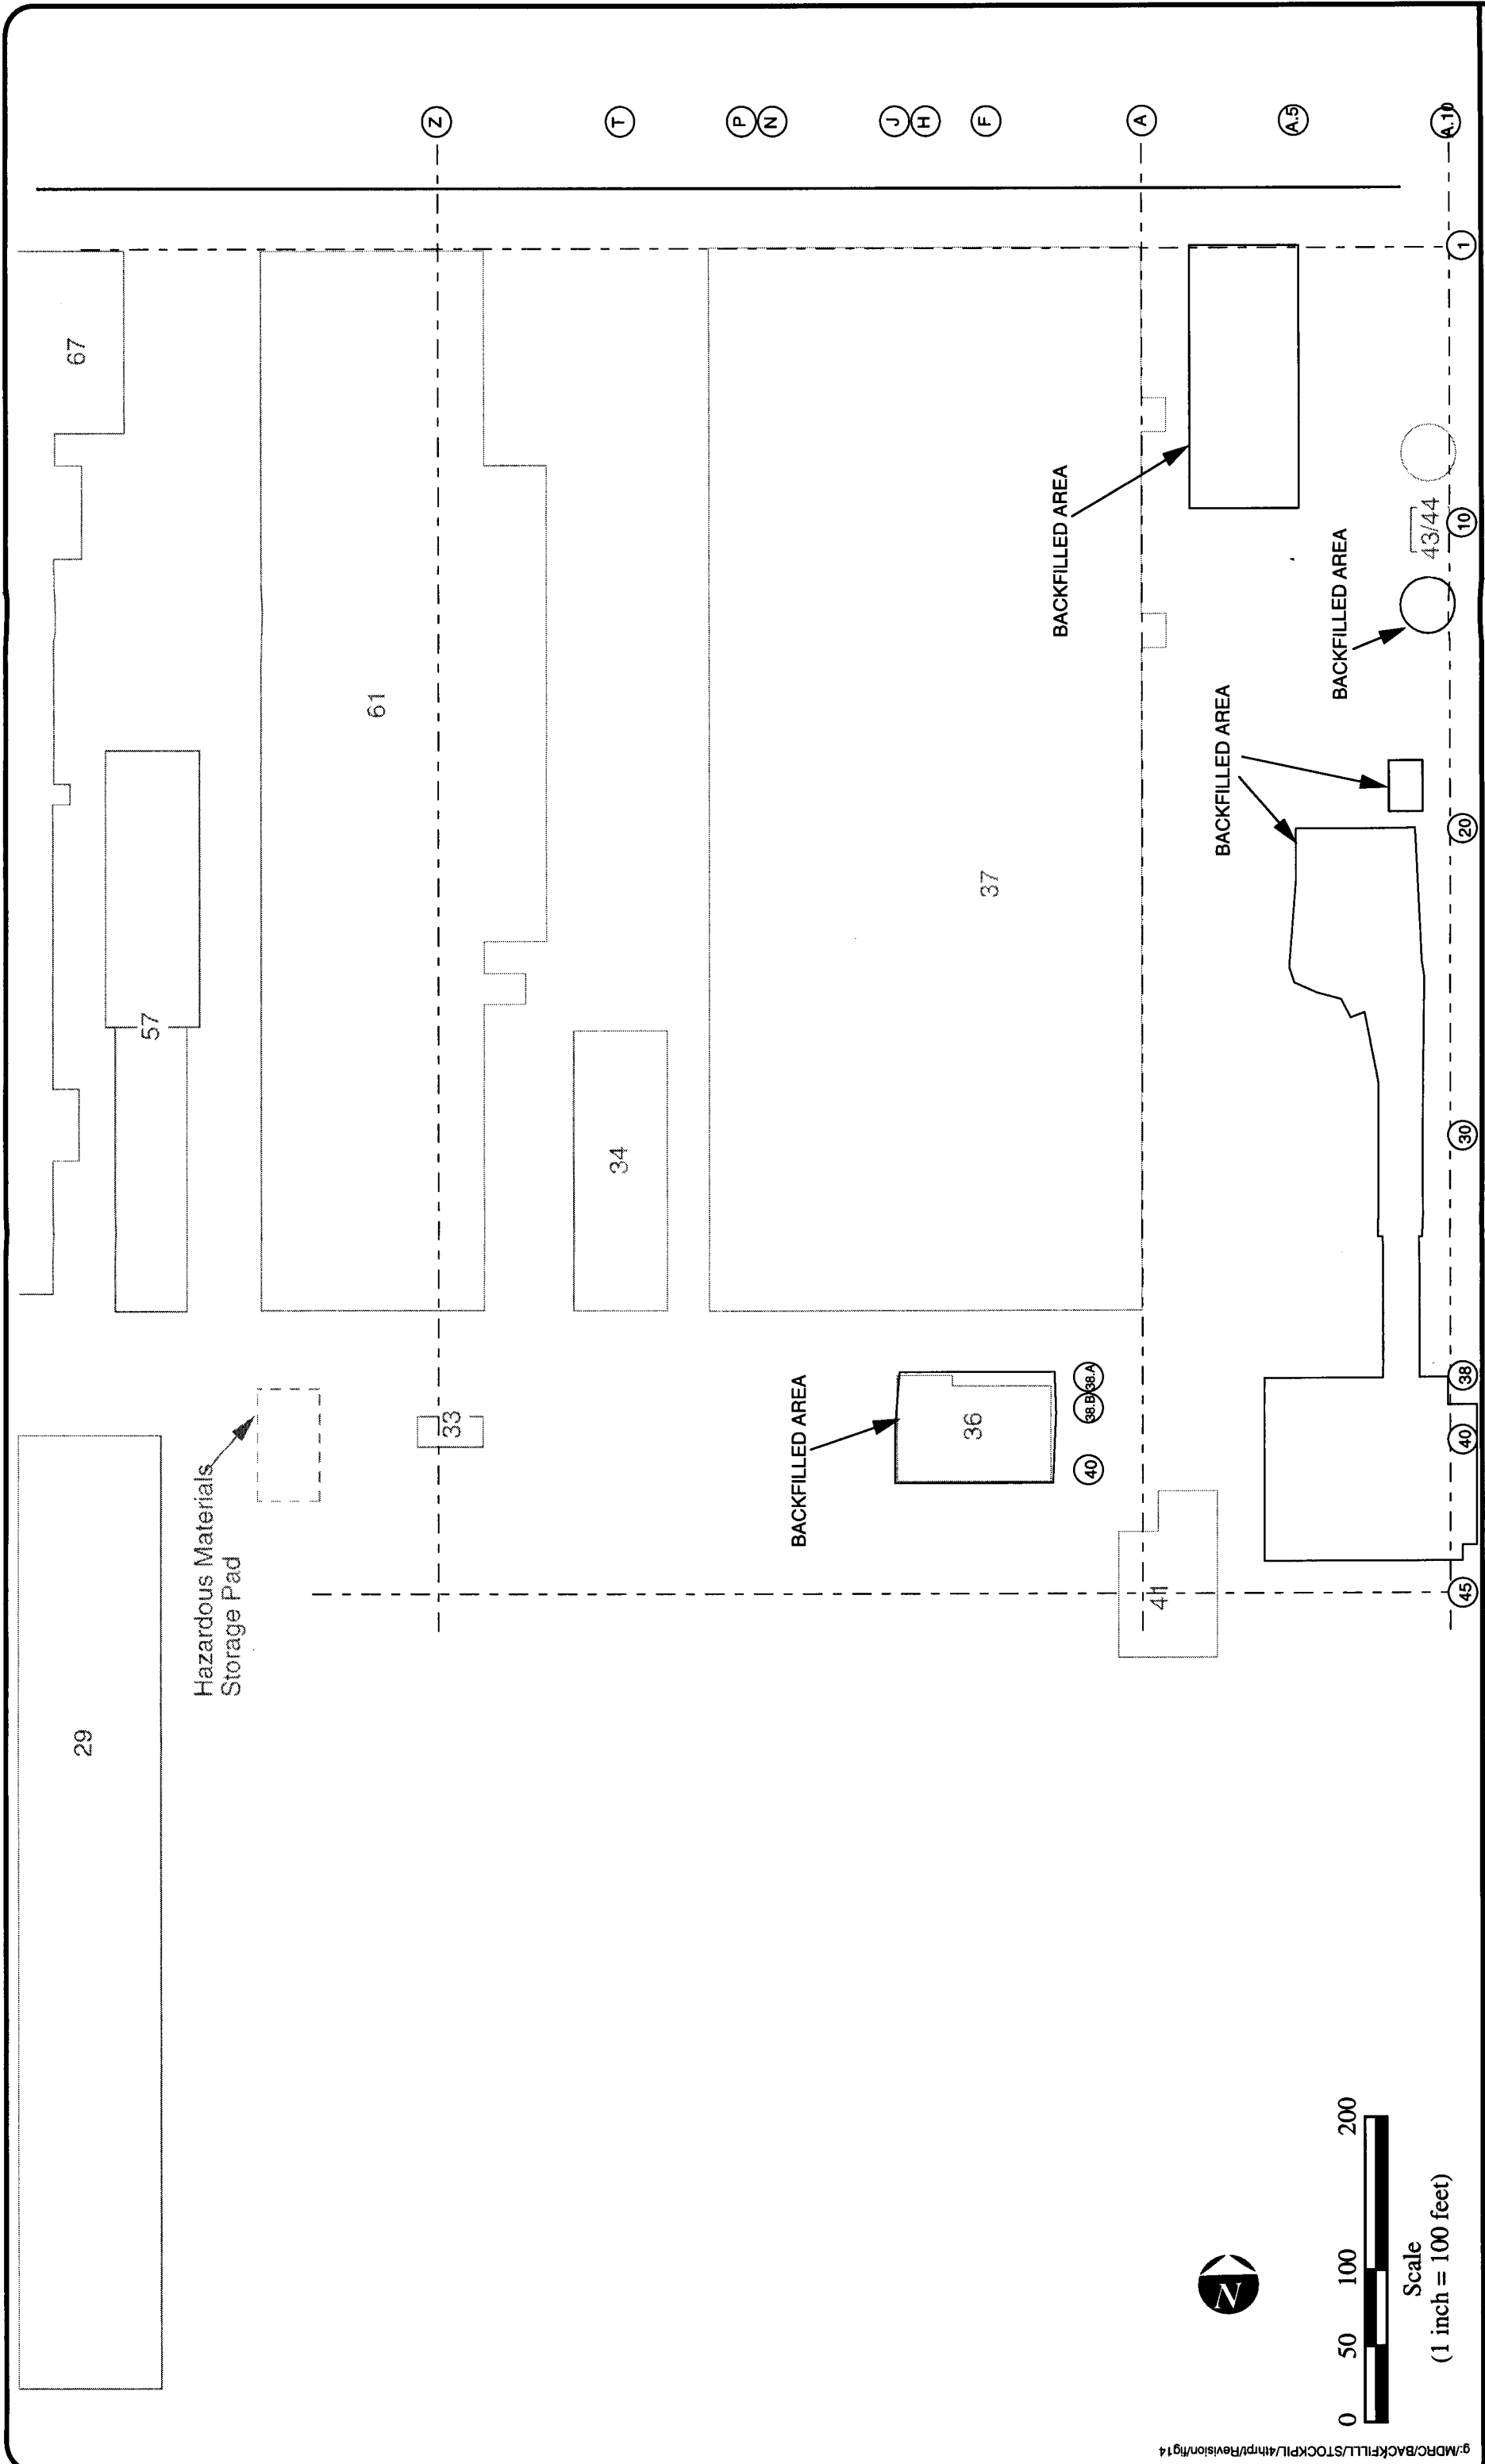 Z
T
P
N
J
H
F
A
A.5
A.10
1
10
20
30
38
40
45
67
61
57
34
37
BACKFILLED AREA
43/44
BACKFILLED AREA
BACKFILLED AREA
33
Hazardous Materials
Storage Pad
29
BACKFILLED AREA
36
38.A
38.B
40
41
N
0
50
100
200
Scale
(1 inch = 100 feet)
g:/MDRC/BACKFILLL/STOCKPIL/4thrpt/Revision/fig14